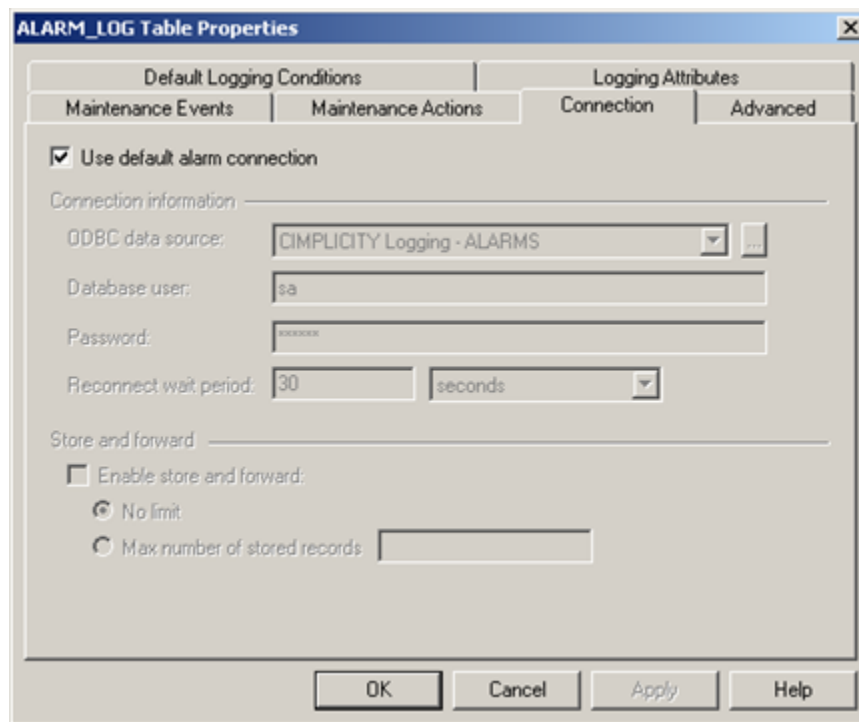 ALARM_LOG Table Properties
Default Logging Conditions Logging Attributes
Maintenance Events Maintenance Actions Connection Advanced
Use default alarm connection
Connection information
ODBC data source: CIMPLICITY Logging - ALARMS ...
Database user: sa
Password: ******
Reconnect wait period: 30 seconds
Store and forward
Enable store and forward:
No limit
Max number of stored records
OK Cancel Apply Help